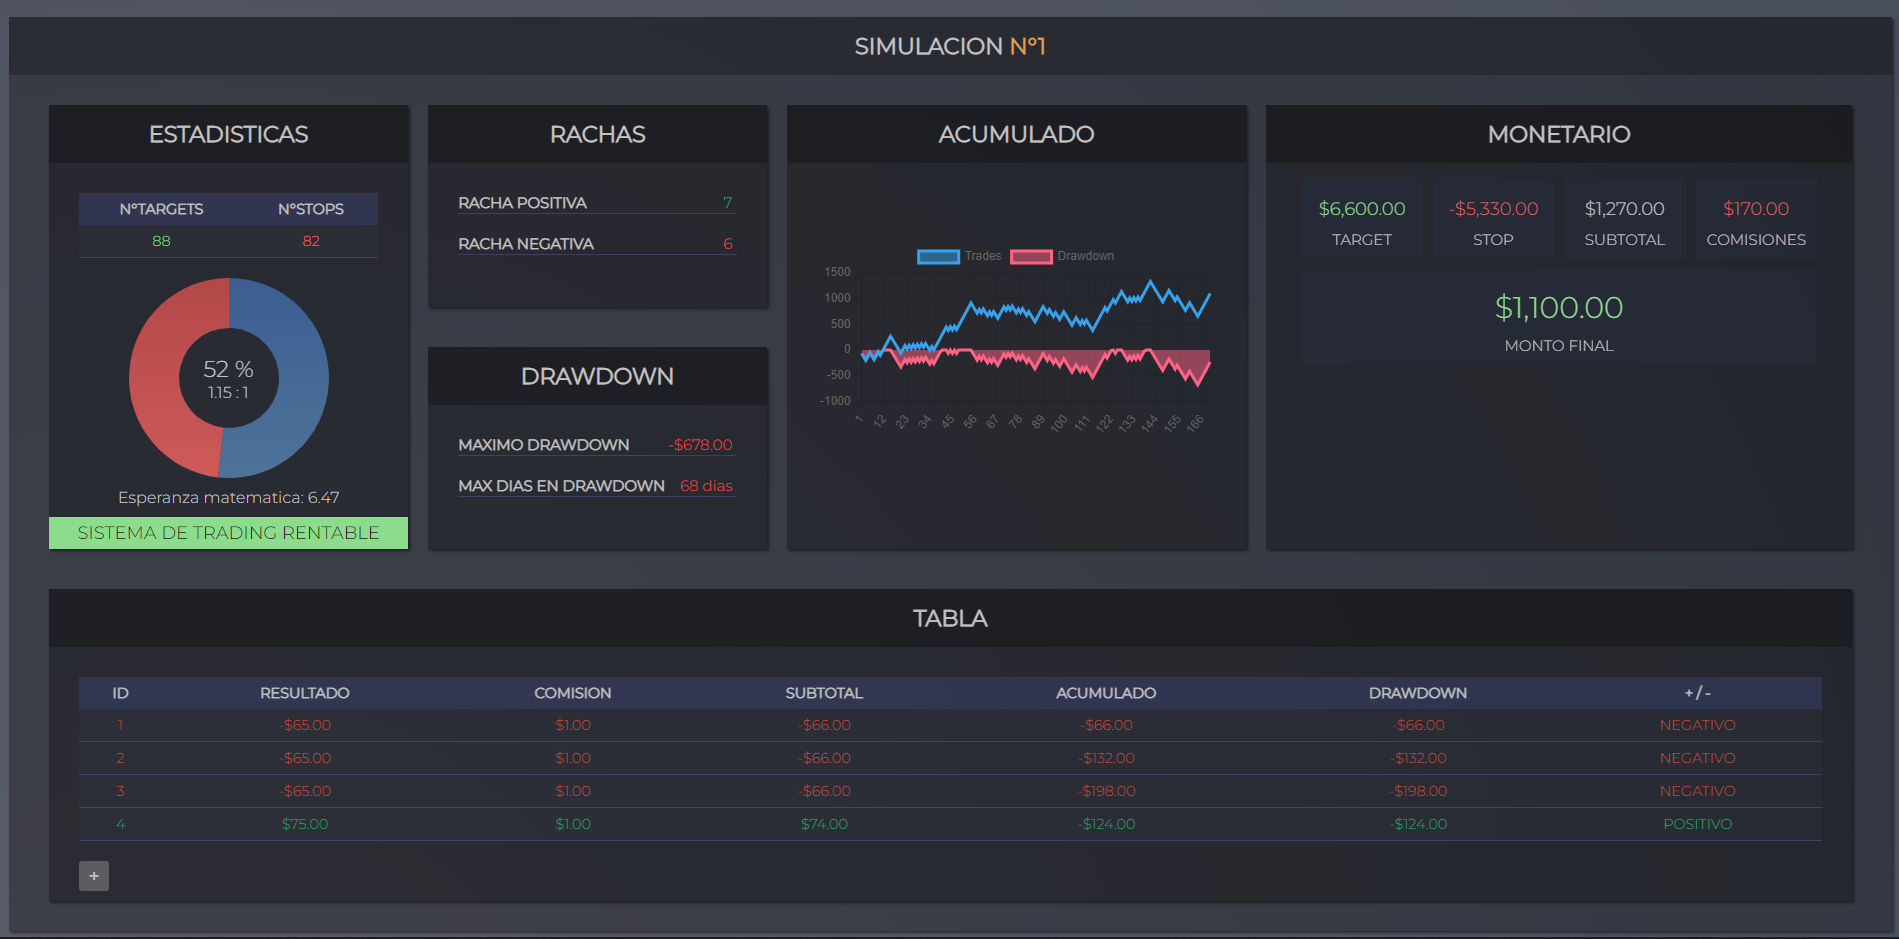 SIMULACION N°1
ESTADISTICAS
N°TARGETS N°STOPS
88 82
52 %
1.15 : 1
Esperanza matematica: 6.47
SISTEMA DE TRADING RENTABLE
RACHAS
RACHA POSITIVA 7
RACHA NEGATIVA 6
DRAWDOWN
MAXIMO DRAWDOWN -$678.00
MAX DIAS EN DRAWDOWN 68 dias
ACUMULADO
Trades Drawdown
1500
1000
500
0
-500
-1000
1 12 23 34 45 56 67 78 89 100 111 122 133 144 155 166
MONETARIO
$6,600.00 -$5,330.00 $1,270.00 $170.00
TARGET STOP SUBTOTAL COMISIONES
$1,100.00
MONTO FINAL
TABLA
ID RESULTADO COMISION SUBTOTAL ACUMULADO DRAWDOWN + / -
1 -$65.00 $1.00 -$66.00 -$66.00 -$66.00 NEGATIVO
2 -$65.00 $1.00 -$66.00 -$132.00 -$132.00 NEGATIVO
3 -$65.00 $1.00 -$66.00 -$198.00 -$198.00 NEGATIVO
4 $75.00 $1.00 $74.00 -$124.00 -$124.00 POSITIVO
+